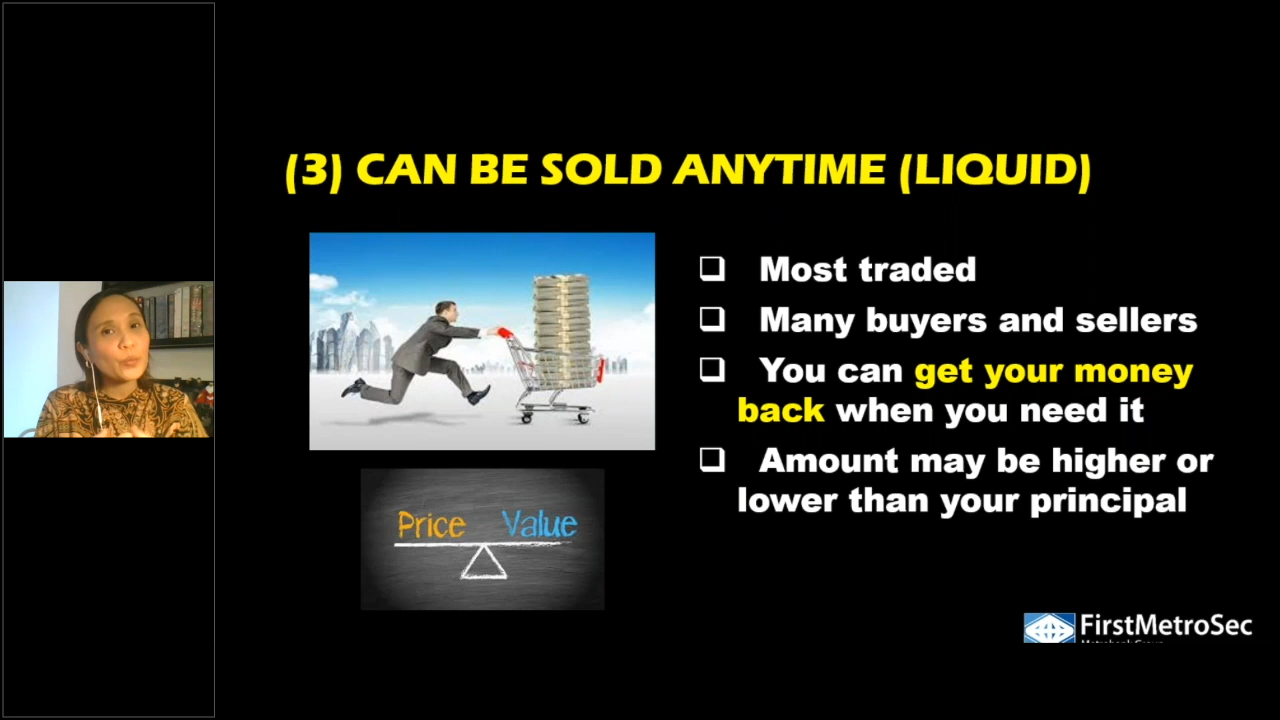 (3) CAN BE SOLD ANYTIME (LIQUID)
Most traded
Many buyers and sellers
You can get your money
back when you need it
Amount may be higher or
lower than your principal
Price Value
FirstMetroSec